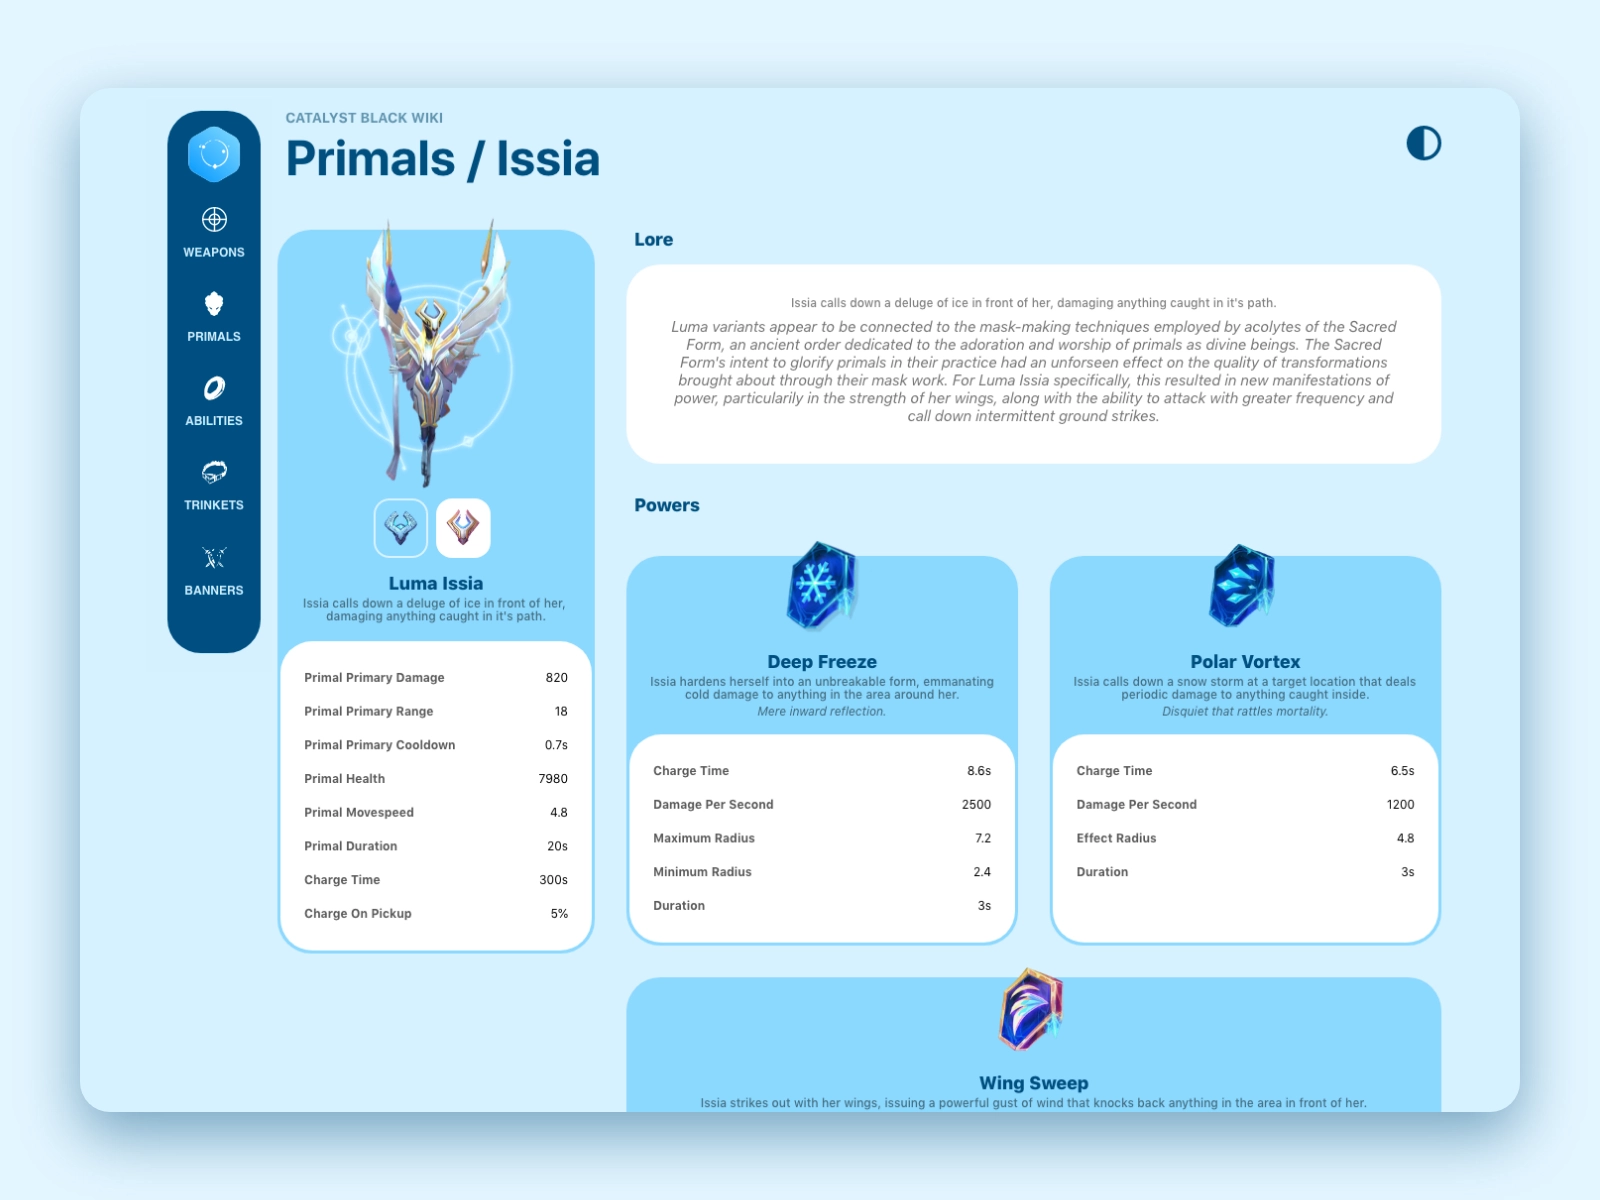 CATALYST BLACK WIKI
Primals / Issia
WEAPONS
PRIMALS
ABILITIES
TRINKETS
BANNERS
Luma Issia
Issia calls down a deluge of ice in front of her,
damaging anything caught in it's path.
Primal Primary Damage 820
Primal Primary Range 18
Primal Primary Cooldown 0.7s
Primal Health 7980
Primal Movespeed 4.8
Primal Duration 20s
Charge Time 300s
Charge On Pickup 5%
Lore
Issia calls down a deluge of ice in front of her, damaging anything caught in it's path.
Luma variants appear to be connected to the mask-making techniques employed by acolytes of the Sacred
Form, an ancient order dedicated to the adoration and worship of primals as divine beings. The Sacred
Form's intent to glorify primals in their practice had an unforseen effect on the quality of transformations
brought about through their mask work. For Luma Issia specifically, this resulted in new manifestations of
power, particularly in the strength of her wings, along with the ability to attack with greater frequency and
call down intermittent ground strikes.
Powers
Deep Freeze
Issia hardens herself into an unbreakable form, emmanating
cold damage to anything in the area around her.
Mere inward reflection.
Charge Time 8.6s
Damage Per Second 2500
Maximum Radius 7.2
Minimum Radius 2.4
Duration 3s
Polar Vortex
Issia calls down a snow storm at a target location that deals
periodic damage to anything caught inside.
Disquiet that rattles mortality.
Charge Time 6.5s
Damage Per Second 1200
Effect Radius 4.8
Duration 3s
Wing Sweep
Issia strikes out with her wings, issuing a powerful gust of wind that knocks back anything in the area in front of her.